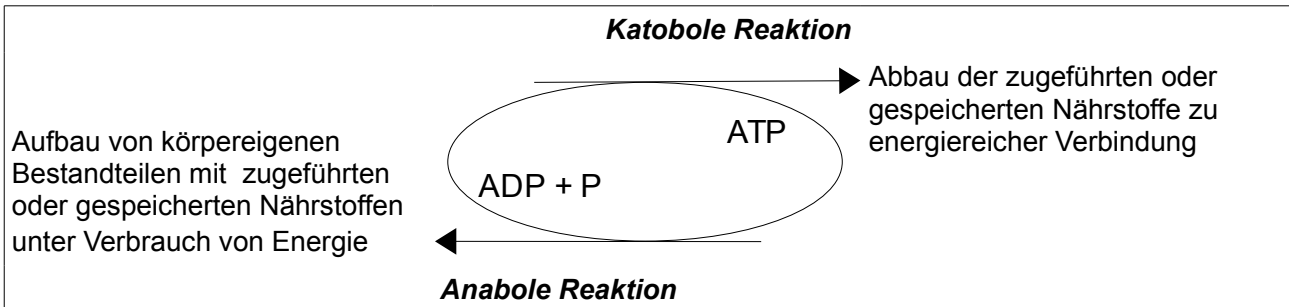 Katobole Reaktion
Abbau der zugeführten oder
gespeicherten Nährstoffe zu
energiereicher Verbindung
ATP
Aufbau von körpereigenen
Bestandteilen mit zugeführten
oder gespeicherten Nährstoffen
unter Verbrauch von Energie
ADP + P
Anabole Reaktion